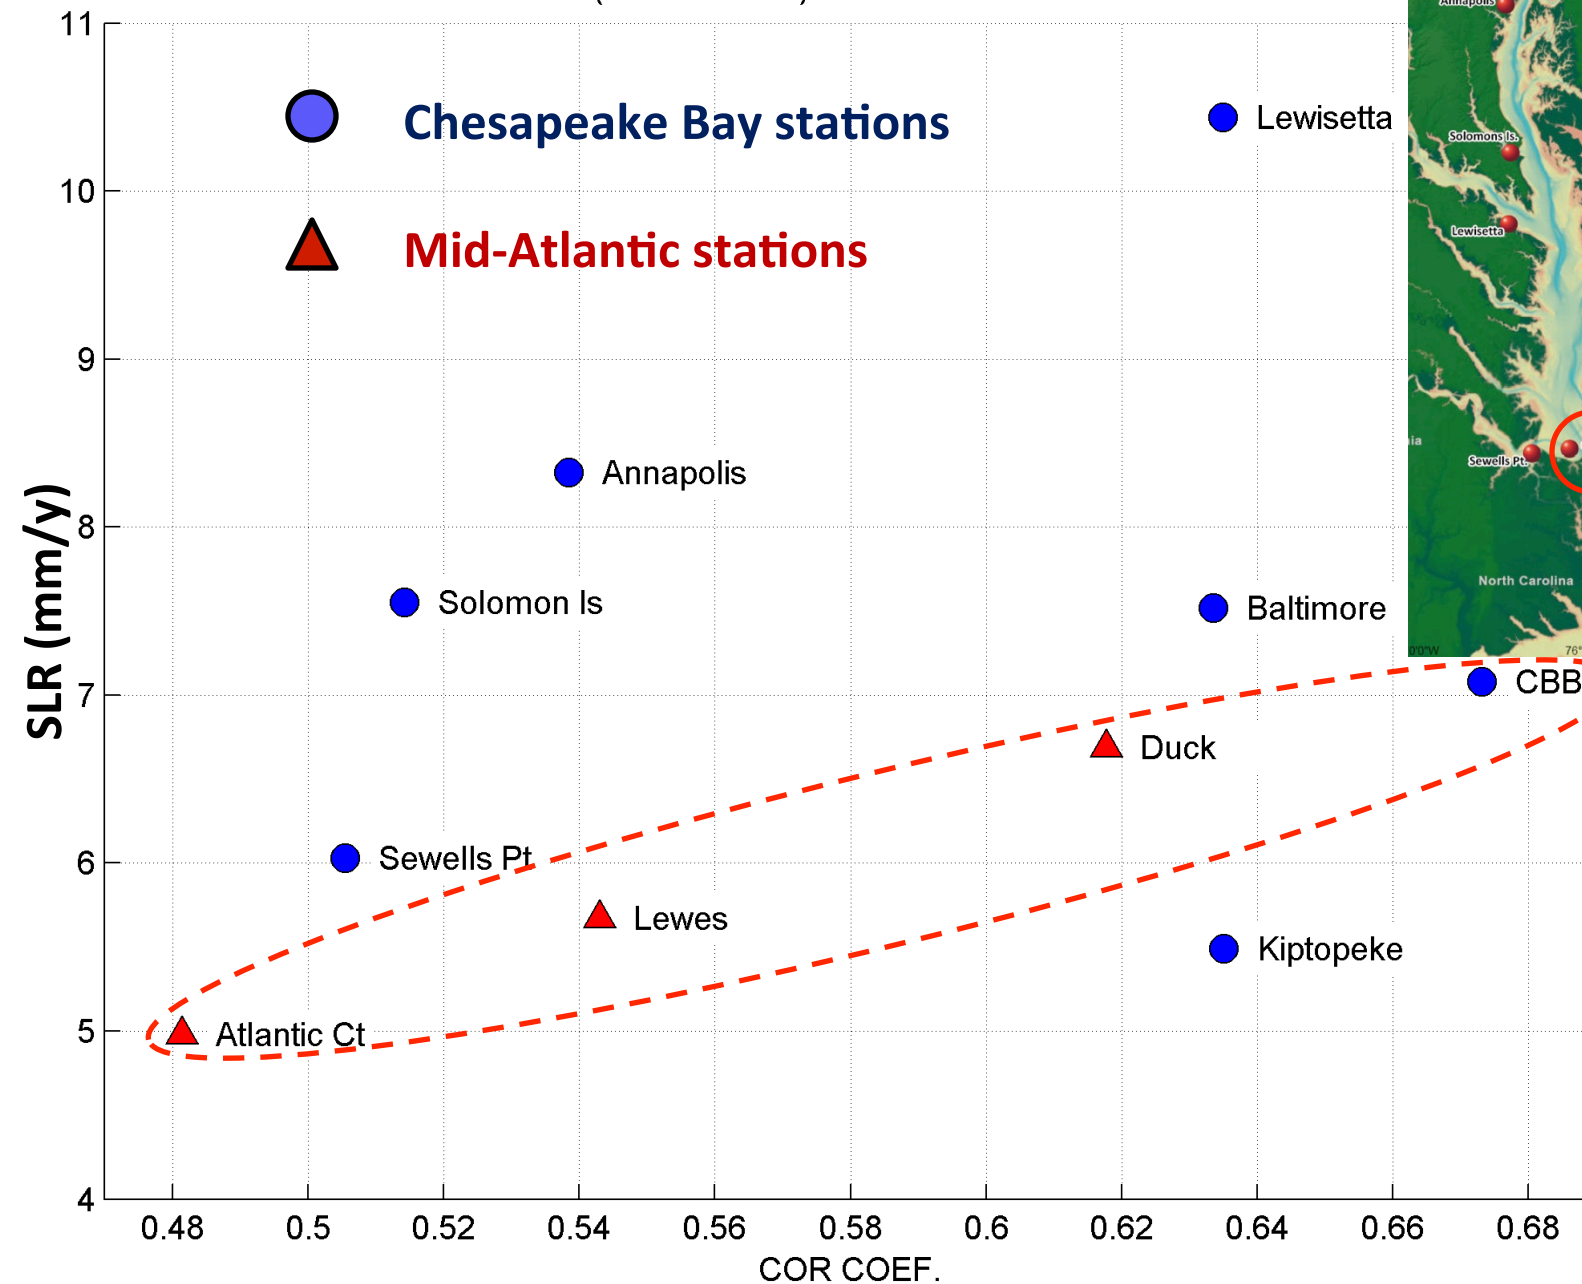 11
10
9
8
7
6
5
4
SLR (mm/y)
Chesapeake Bay stations
Mid-Atlantic stations
Lewisetta
Annapolis
Solomon Is
Baltimore
CBB
Duck
Sewells Pt
Lewes
Kiptopeke
Atlantic Ct
0.48 0.5 0.52 0.54 0.56 0.58 0.6 0.62 0.64 0.66 0.68
COR COEF.
Annapolis
Solomons Is.
Lewisetta
Sewells Pt.
North Carolina
0'0"W
76°